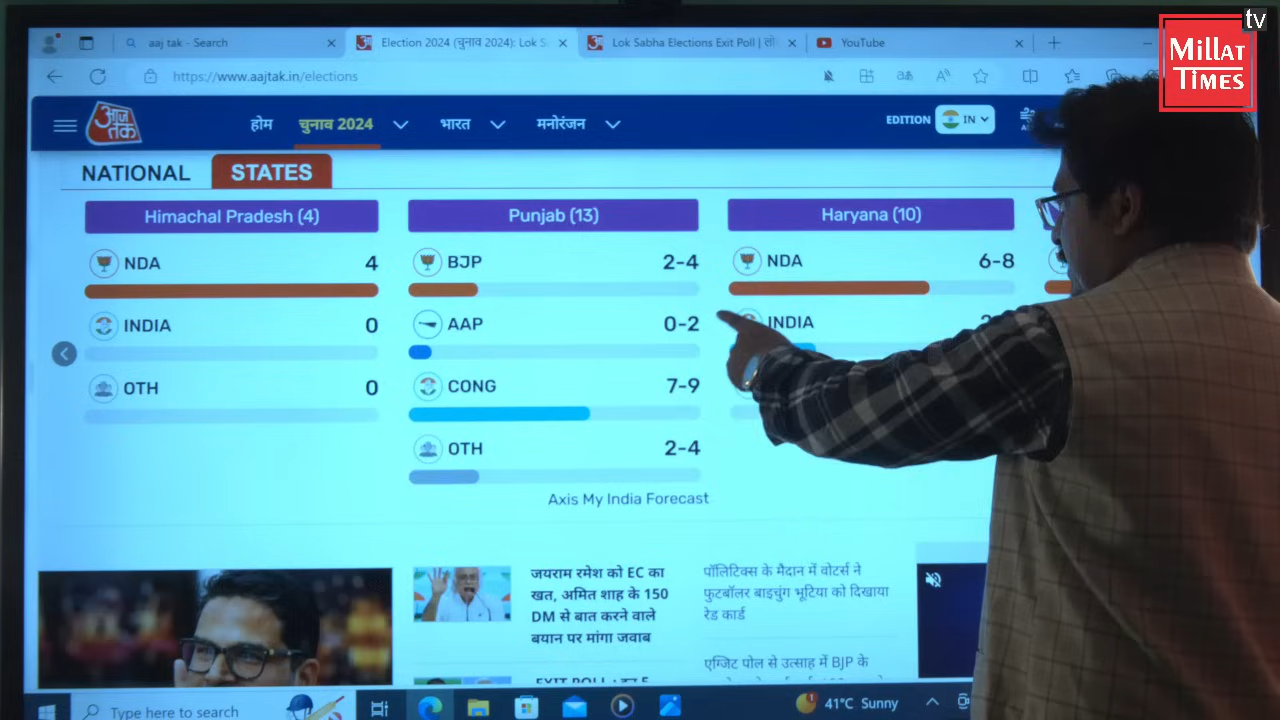 tv
MILLAT
TIMES
aaj tak - Search
Election 2024 (चुनाव 2024): Lok S
Lok Sabha Elections Exit Poll | लो
YouTube
https://www.aajtak.in/elections
आज
तक
होम
चुनाव 2024
भारत
मनोरंजन
EDITION
IN
NATIONAL
STATES
Himachal Pradesh (4)
NDA 4
INDIA 0
OTH 0
Punjab (13)
BJP 2-4
AAP 0-2
CONG 7-9
OTH 2-4
Haryana (10)
NDA 6-8
INDIA
Axis My India Forecast
जयराम रमेश को EC का
खत, अमित शाह के 150
DM से बात करने वाले
बयान पर मांगा जवाब
पॉलिटिक्स के मैदान में वोटर्स ने
फुटबॉलर बाइचुंग भूटिया को दिखाया
रेड कार्ड
एग्जिट पोल से उत्साह में BJP के
EXIT POLL
Type here to search
41°C Sunny